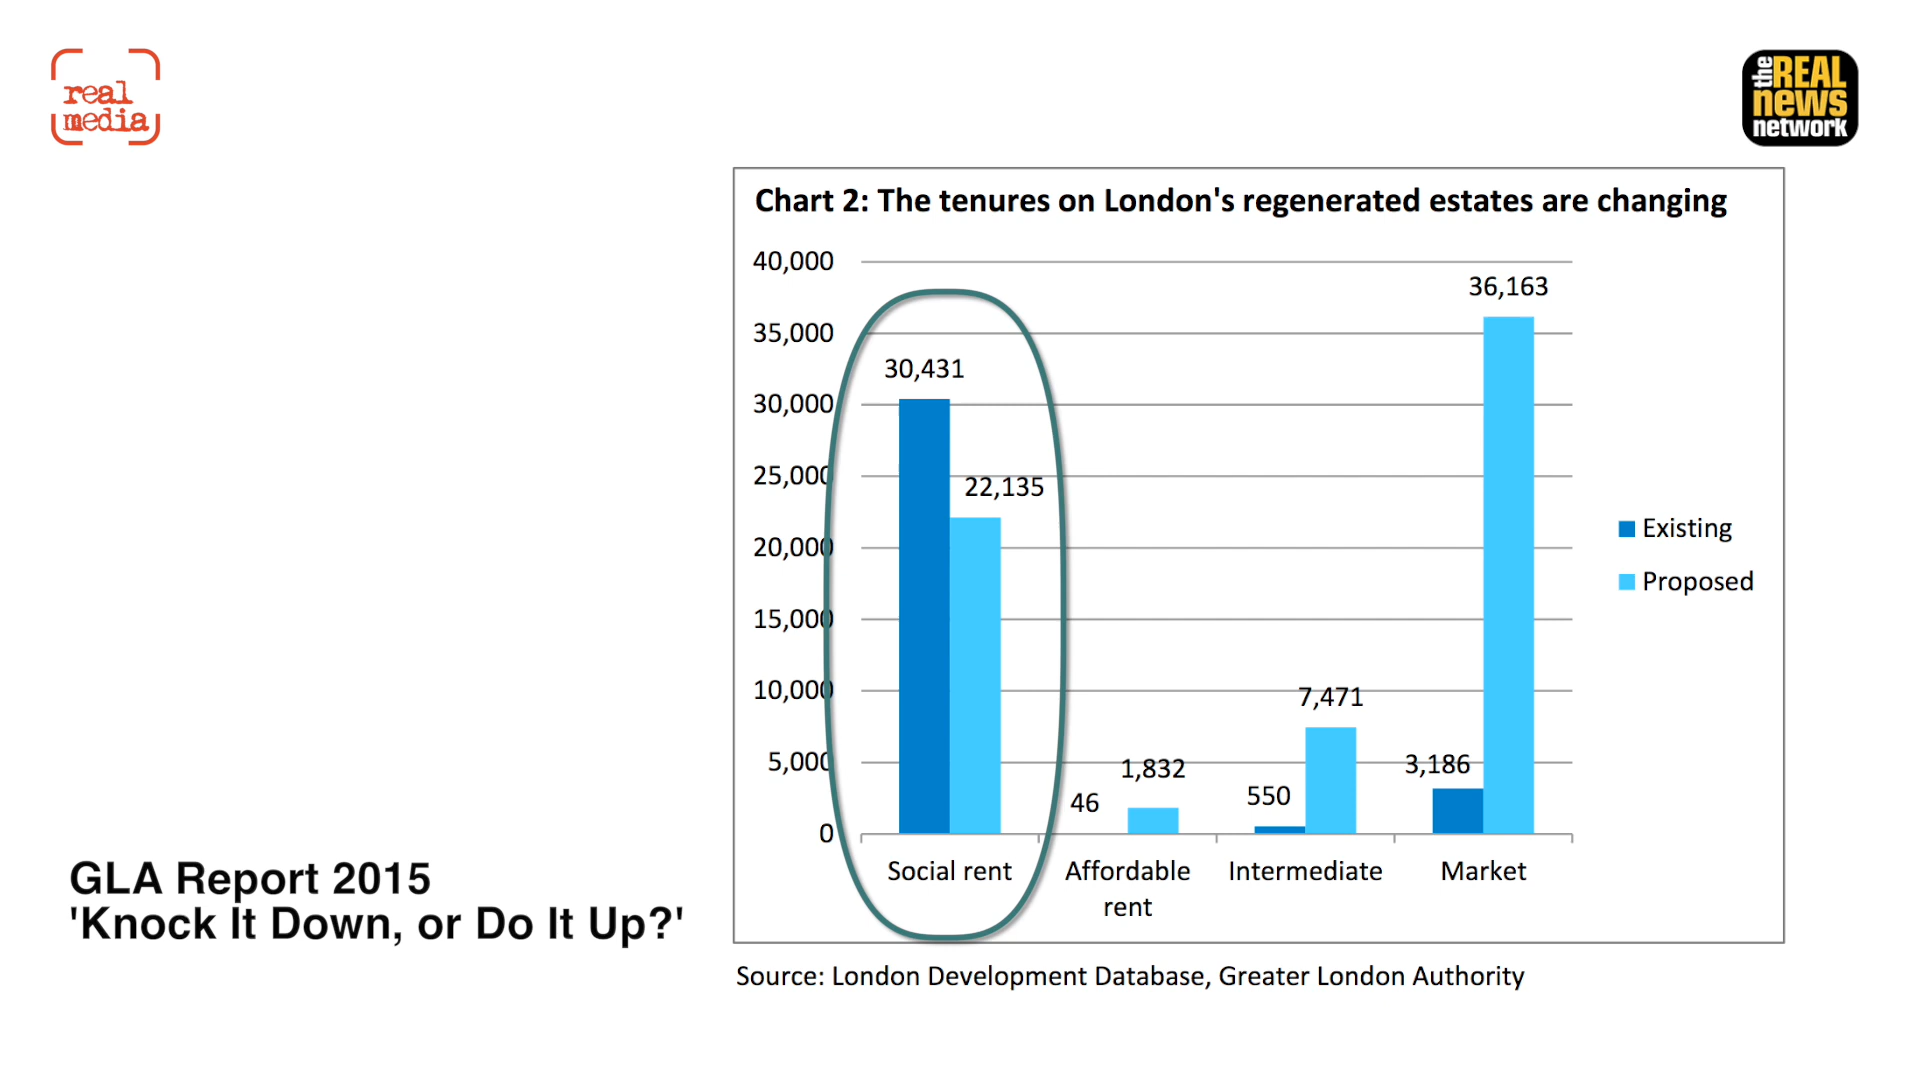 real
media
the REAL
news
network
Chart 2: The tenures on London's regenerated estates are changing
40,000
35,000
30,000
25,000
20,000
15,000
10,000
5,000
0
30,431
22,135
46
1,832
550
7,471
3,186
36,163
Social rent
Affordable
rent
Intermediate
Market
Existing
Proposed
GLA Report 2015
'Knock It Down, or Do It Up?'
Source: London Development Database, Greater London Authority